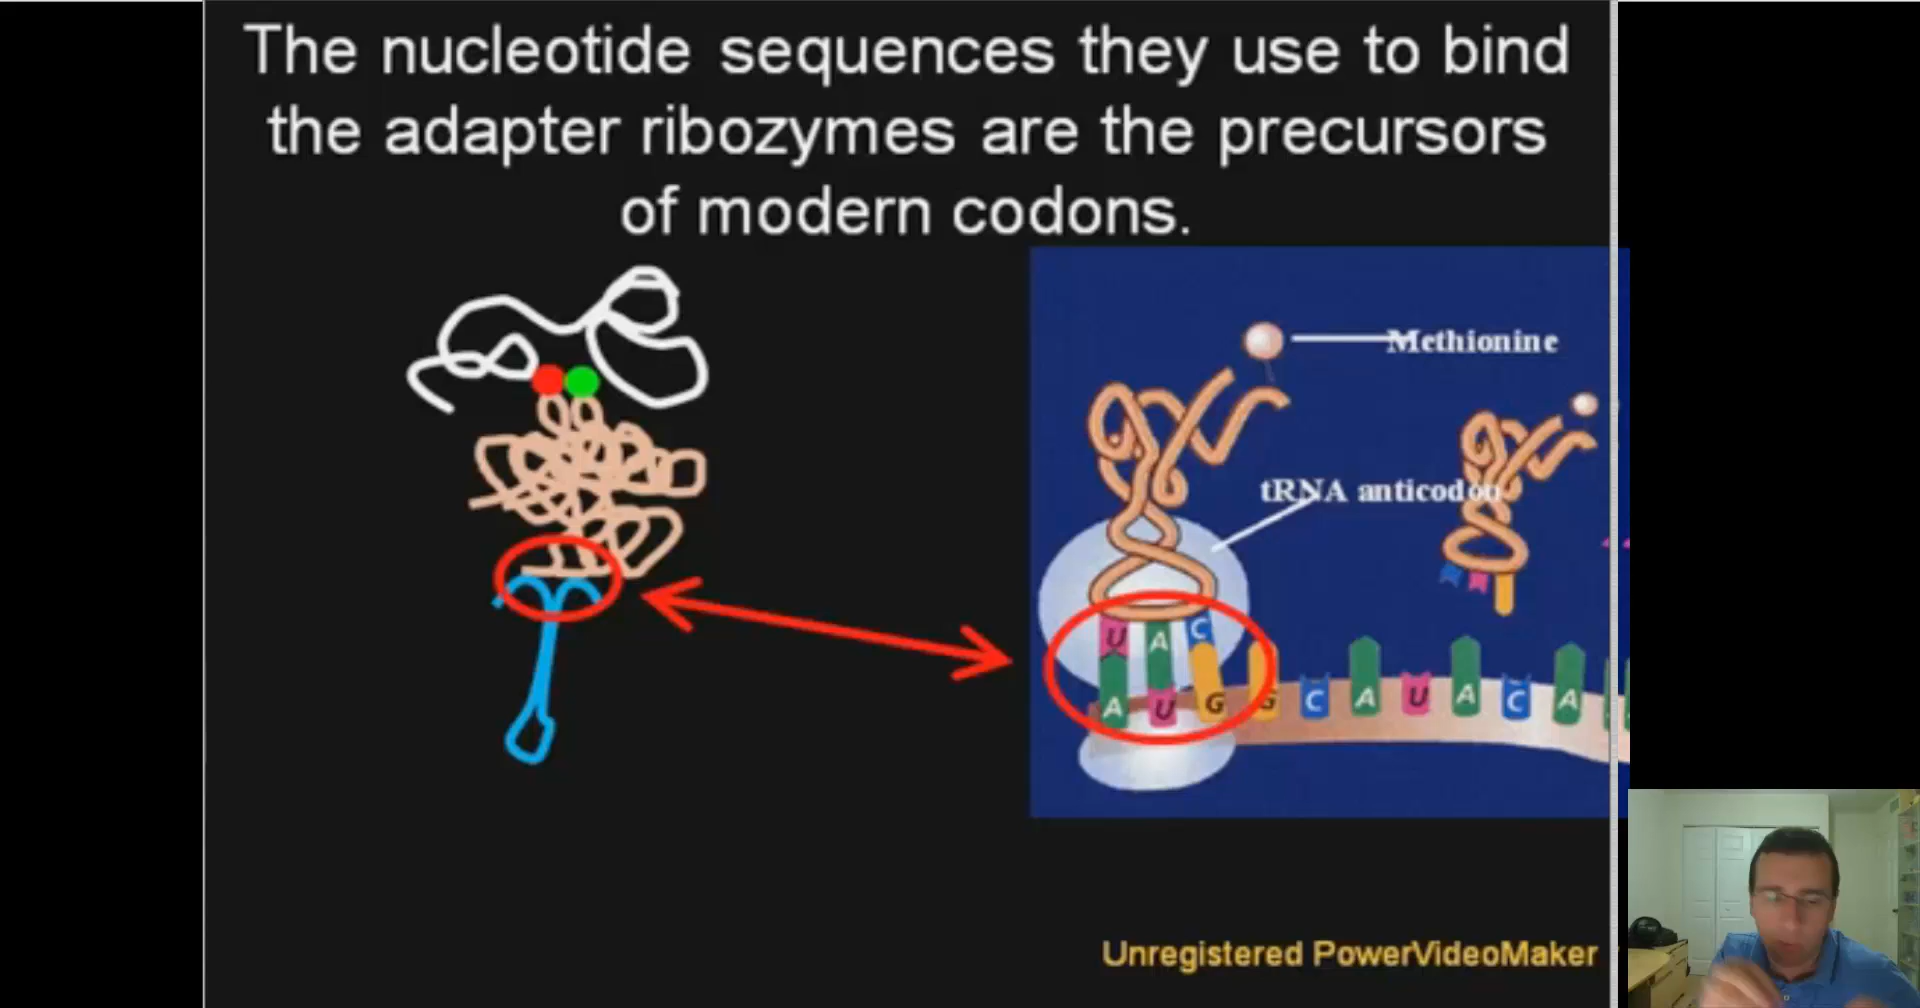 The nucleotide sequences they use to bind
the adapter ribozymes are the precursors
of modern codons.
Methionine
tRNA anticodon
U A C
A U G G C A U A C A
Unregistered PowerVideoMaker